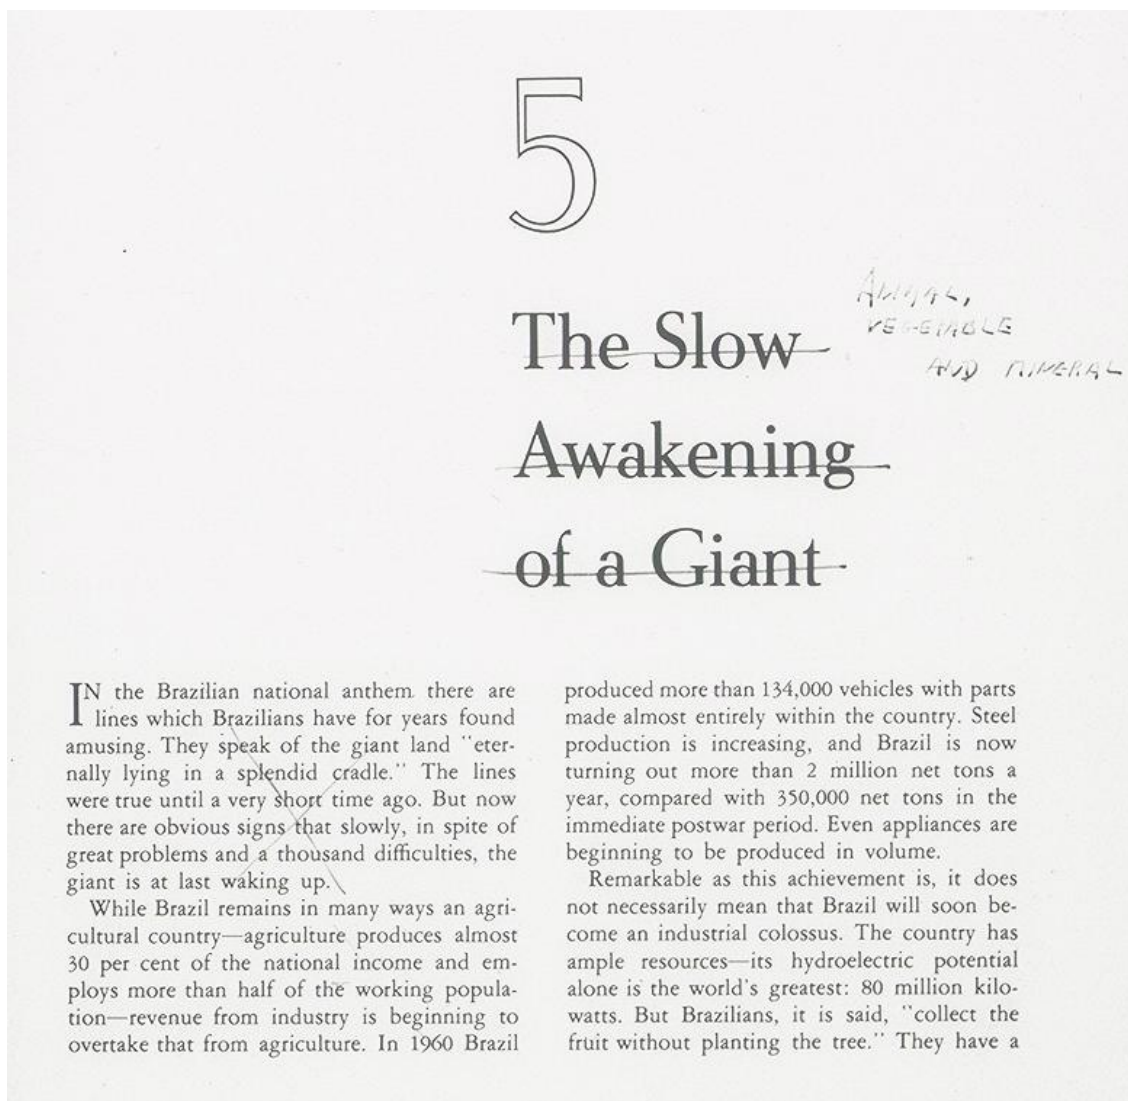 5
The Slow
Awakening
of a Giant
ANIMAL,
VEGETABLE
AND MINERAL
IN the Brazilian national anthem there are
lines which Brazilians have for years found
amusing. They speak of the giant land "eter-
nally lying in a splendid cradle." The lines
were true until a very short time ago. But now
there are obvious signs that slowly, in spite of
great problems and a thousand difficulties, the
giant is at last waking up.
While Brazil remains in many ways an agri-
cultural country—agriculture produces almost
30 per cent of the national income and em-
ploys more than half of the working popula-
tion—revenue from industry is beginning to
overtake that from agriculture. In 1960 Brazil
produced more than 134,000 vehicles with parts
made almost entirely within the country. Steel
production is increasing, and Brazil is now
turning out more than 2 million net tons a
year, compared with 350,000 net tons in the
immediate postwar period. Even appliances are
beginning to be produced in volume.
Remarkable as this achievement is, it does
not necessarily mean that Brazil will soon be-
come an industrial colossus. The country has
ample resources—its hydroelectric potential
alone is the world's greatest: 80 million kilo-
watts. But Brazilians, it is said, "collect the
fruit without planting the tree." They have a